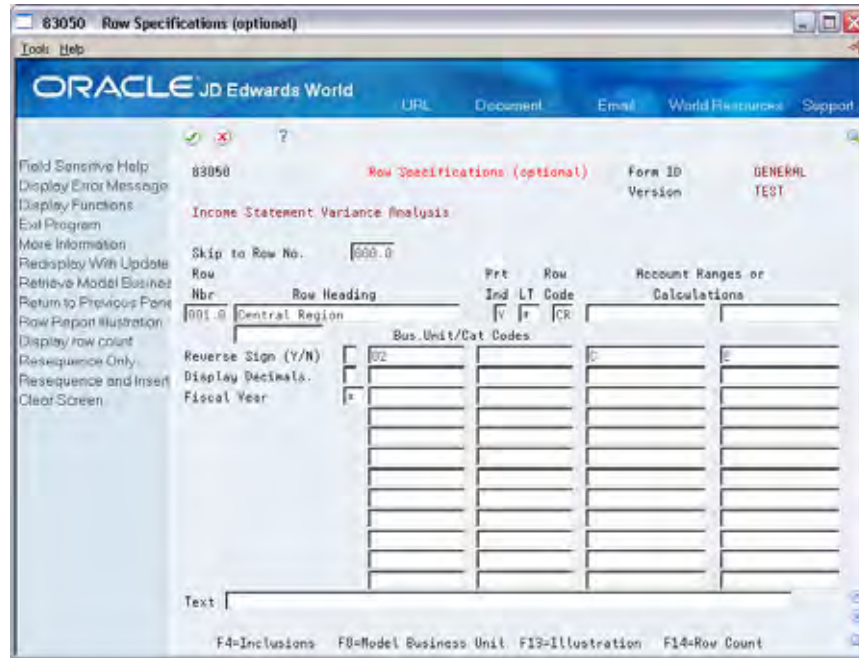 83050 Row Specifications (optional)
Tools Help
ORACLE JD Edwards World
URL Document Email World Resources Support
?
Field Sensitive Help
Display Error Message
Display Functions
Exit Program
More Information
Redisplay With Update
Retrieve Model Busines
Return to Previous Pane
Row Report Illustration
Display row count
Resequence Only
Resequence and Insert
Clear Screen
83050 Row Specifications (optional) Form ID GENERAL
Version TEST
Income Statement Variance Analysis
Skip to Row No. 000.0
Row Prt Row Account Ranges or
Nbr Row Heading Ind LT Code Calculations
001.0 Central Region V * CR
Bus.Unit/Cat Codes
Reverse Sign (Y/N) 02 C E
Display Decimals.
Fiscal Year *
Text
F4=Inclusions F8=Model Business Unit F13=Illustration F14=Row Count